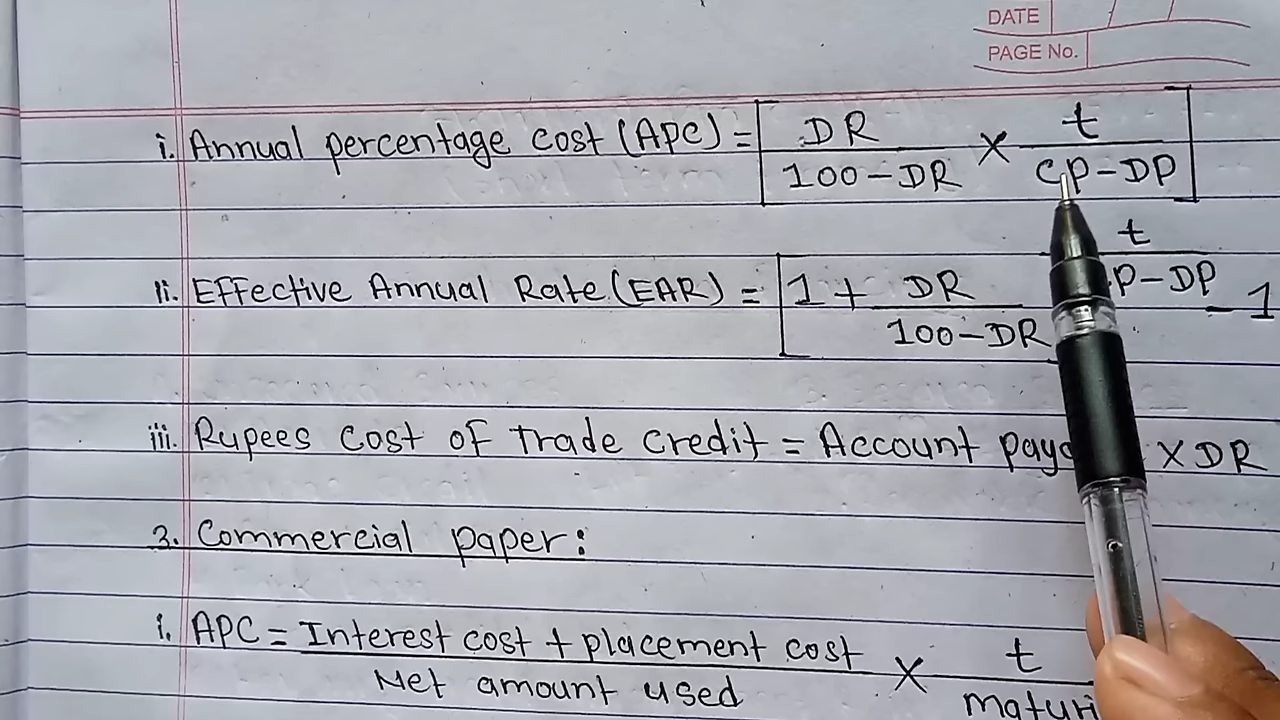 DATE
PAGE No.
i. Annual percentage cost (APC) = [DR / 100-DR × t / CP-DP]
ii. Effective Annual Rate (EAR) = [1 + DR / 100-DR t / P-DP - 1
iii. Rupees cost of Trade credit = Account × DR
3. Commercial paper:
i. APC = Interest cost + placement cost / Net amount used × t /